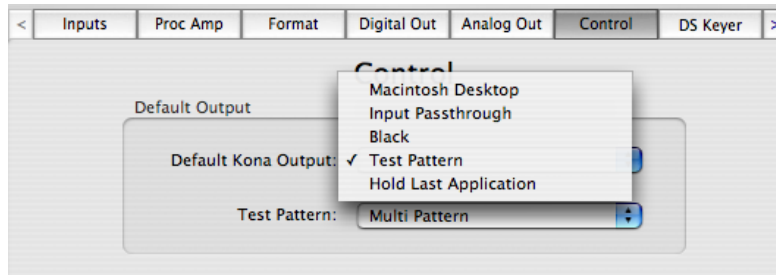 < Inputs Proc Amp Format Digital Out Analog Out Control DS Keyer >
Control
Default Output
Macintosh Desktop
Input Passthrough
Black
Default Kona Output: ✓ Test Pattern
Hold Last Application
Test Pattern: Multi Pattern